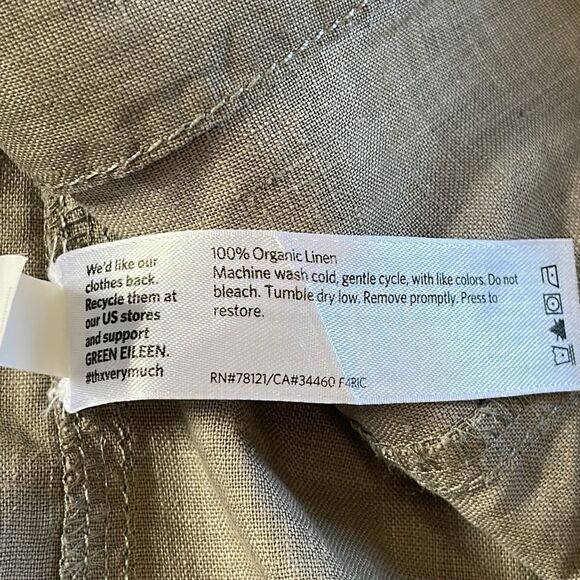 We'd like our
clothes back.
Recycle them at
our US stores
and support
GREEN EILEEN.
#thxverymuch
100% Organic Linen
Machine wash cold, gentle cycle, with like colors. Do not
bleach. Tumble dry low. Remove promptly. Press to
restore.
RN#78121/CA#34460 F4RIC